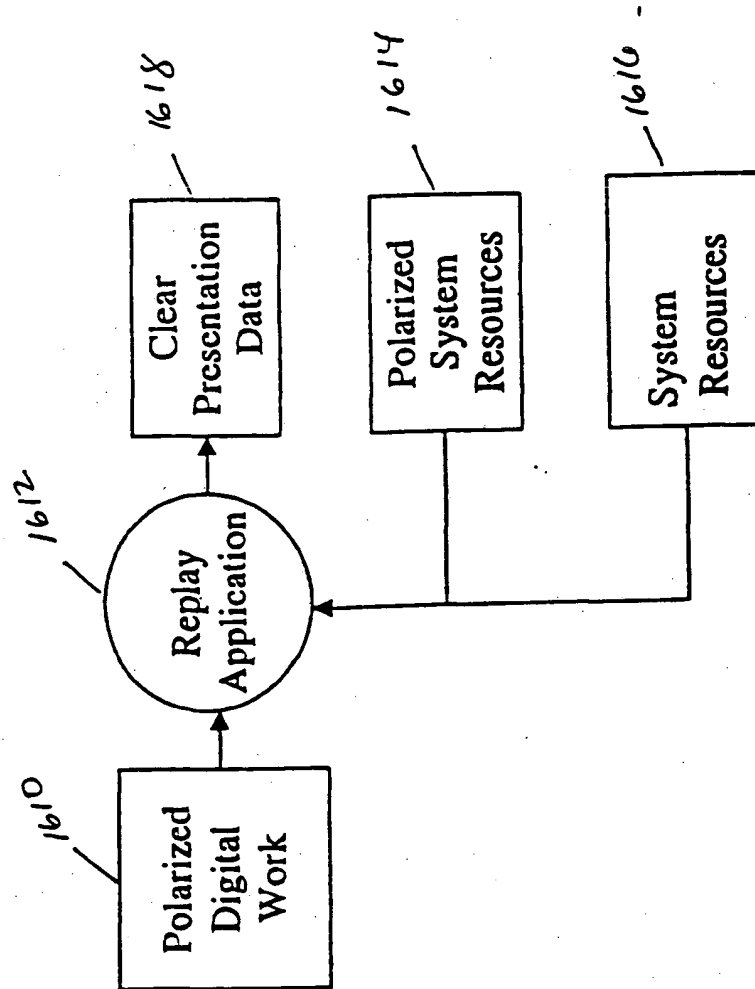 1610
Polarized
Digital
Work
1612
Replay
Application
1618
Clear
Presentation
Data
1614
Polarized
System
Resources
1616
System
Resources